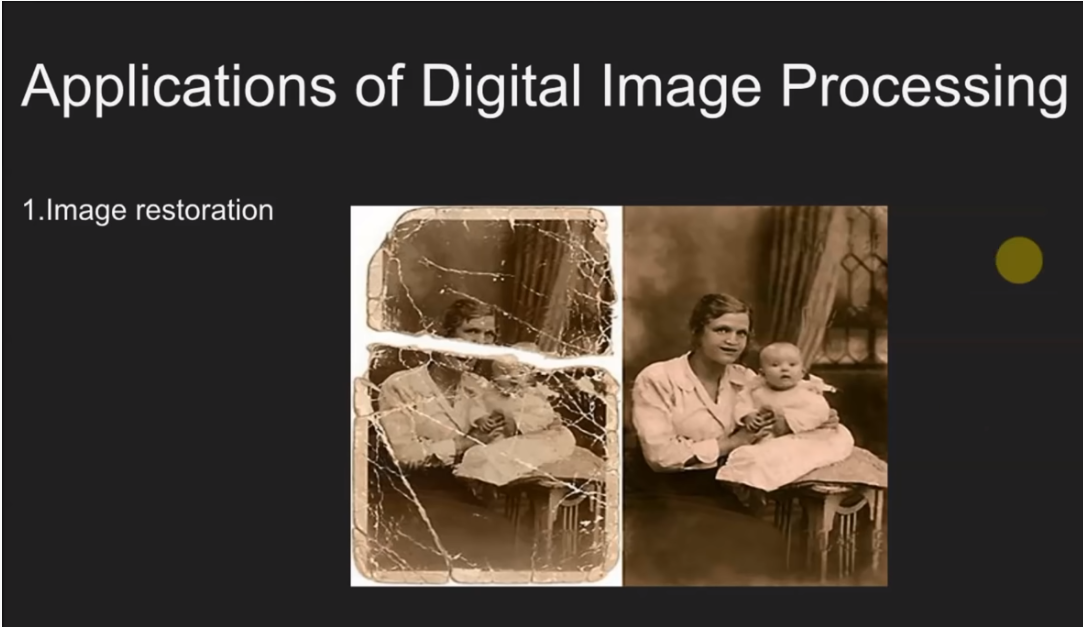 Applications of Digital Image Processing
1.Image restoration